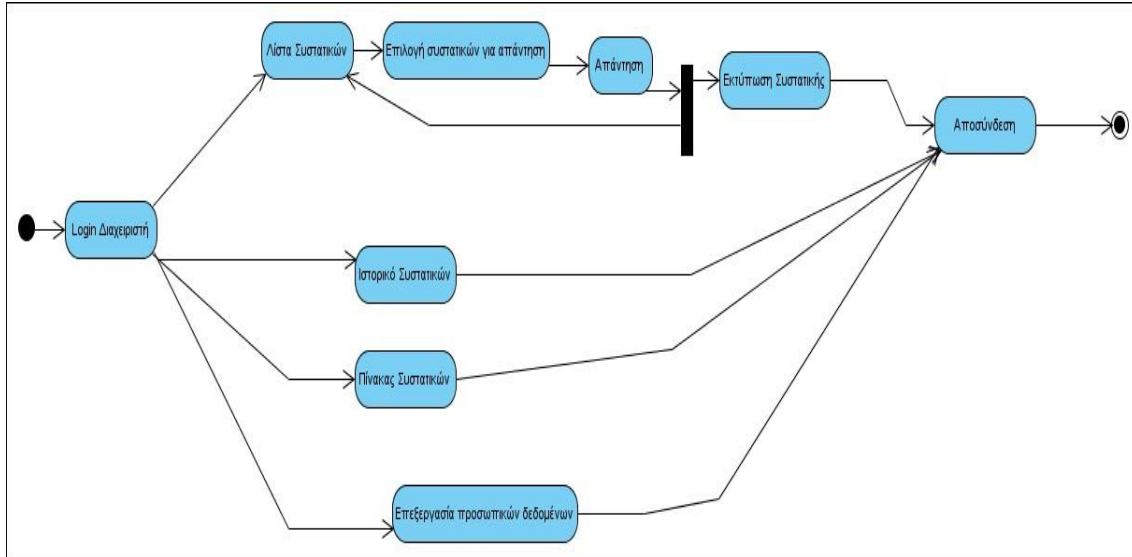 Λίστα Συστατικών
Επιλογή συστατικών για απάντηση
Απάντηση
Εκτύπωση Συστατικής
Αποσύνδεση
Login Διαχειριστή
Ιστορικό Συστατικών
Πίνακας Συστατικών
Επεξεργασία προσωπικών δεδομένων